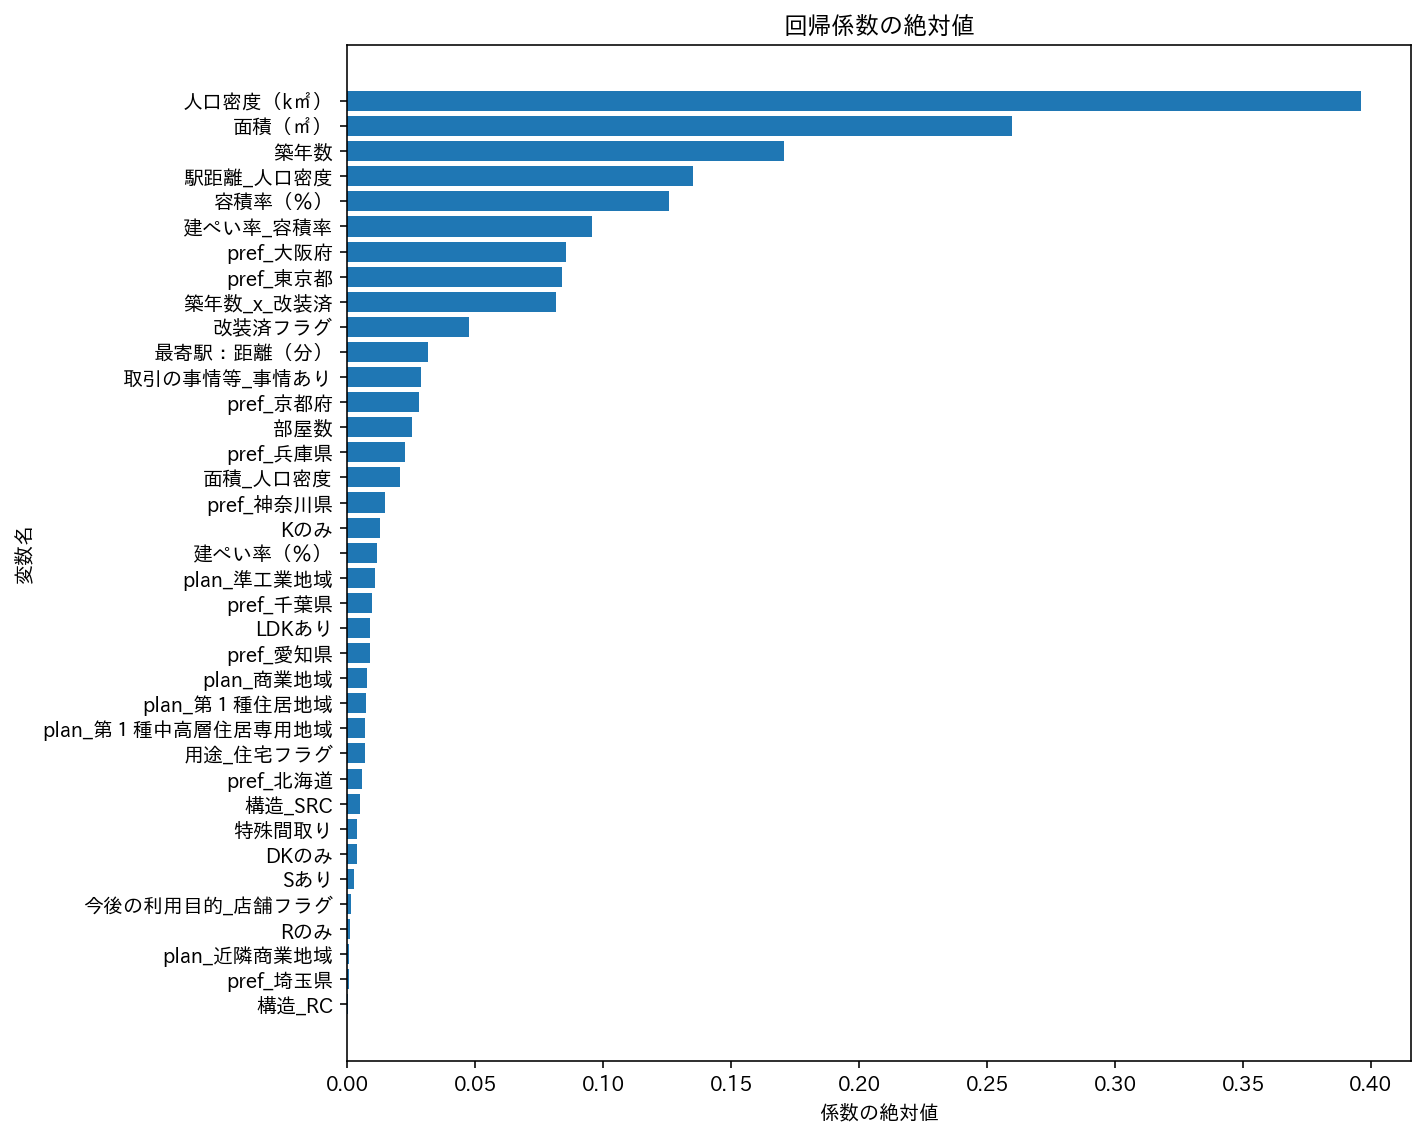 回帰係数の絶対値
人口密度（k㎡）
面積（㎡）
築年数
駅距離_人口密度
容積率（％）
建ぺい率_容積率
pref_大阪府
pref_東京都
築年数_x_改装済
改装済フラグ
最寄駅：距離（分）
取引の事情等_事情あり
pref_京都府
部屋数
pref_兵庫県
面積_人口密度
pref_神奈川県
Kのみ
建ぺい率（％）
plan_準工業地域
pref_千葉県
LDKあり
pref_愛知県
plan_商業地域
plan_第１種住居地域
plan_第１種中高層住居専用地域
用途_住宅フラグ
pref_北海道
構造_SRC
特殊間取り
DKのみ
Sあり
今後の利用目的_店舗フラグ
Rのみ
plan_近隣商業地域
pref_埼玉県
構造_RC
変数名
0.00 0.05 0.10 0.15 0.20 0.25 0.30 0.35 0.40
係数の絶対値